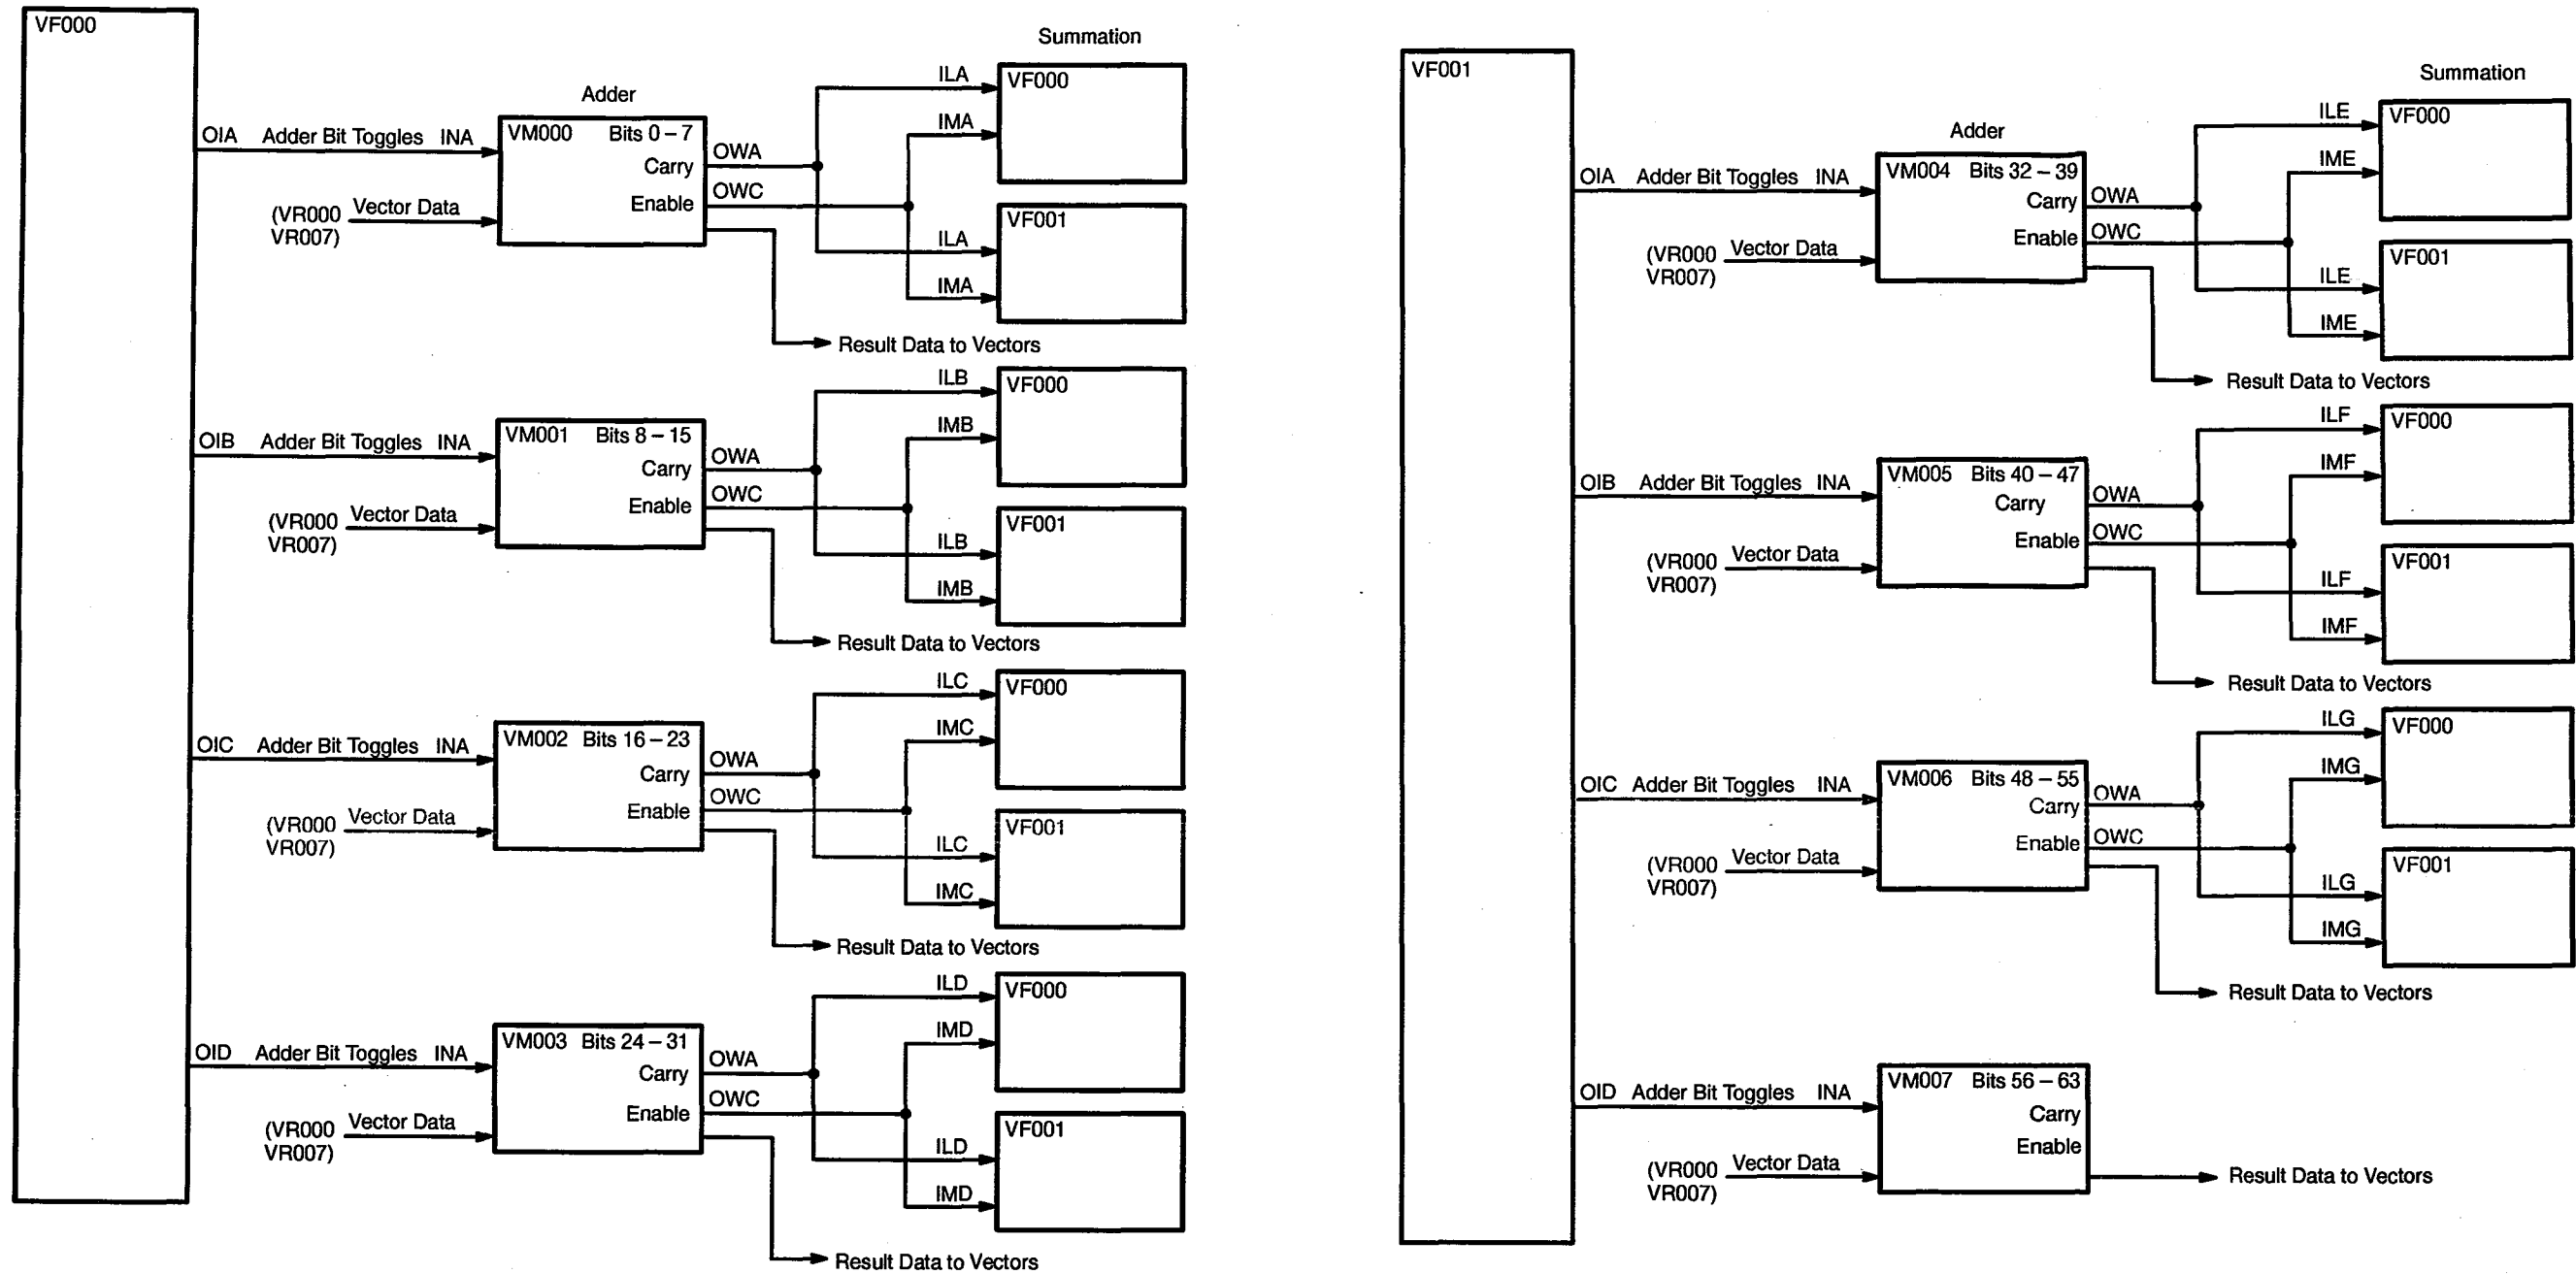 VF000
Summation
Adder
OIA Adder Bit Toggles INA
VM000 Bits 0 – 7
Carry
Enable
OWA
OWC
(VR000 Vector Data
VR007)
ILA
VF000
IMA
VF001
ILA
IMA
Result Data to Vectors
OIB Adder Bit Toggles INA
VM001 Bits 8 – 15
Carry
Enable
OWA
OWC
(VR000 Vector Data
VR007)
ILB
VF000
IMB
VF001
ILB
IMB
Result Data to Vectors
OIC Adder Bit Toggles INA
VM002 Bits 16 – 23
Carry
Enable
OWA
OWC
(VR000 Vector Data
VR007)
ILC
VF000
IMC
VF001
ILC
IMC
Result Data to Vectors
OID Adder Bit Toggles INA
VM003 Bits 24 – 31
Carry
Enable
OWA
OWC
(VR000 Vector Data
VR007)
ILD
VF000
IMD
VF001
ILD
IMD
Result Data to Vectors
VF001
Summation
Adder
OIA Adder Bit Toggles INA
VM004 Bits 32 – 39
Carry
Enable
OWA
OWC
(VR000 Vector Data
VR007)
ILE
VF000
IME
VF001
ILE
IME
Result Data to Vectors
OIB Adder Bit Toggles INA
VM005 Bits 40 – 47
Carry
Enable
OWA
OWC
(VR000 Vector Data
VR007)
ILF
VF000
IMF
VF001
ILF
IMF
Result Data to Vectors
OIC Adder Bit Toggles INA
VM006 Bits 48 – 55
Carry
Enable
OWA
OWC
(VR000 Vector Data
VR007)
ILG
VF000
IMG
VF001
ILG
IMG
Result Data to Vectors
OID Adder Bit Toggles INA
VM007 Bits 56 – 63
Carry
Enable
(VR000 Vector Data
VR007)
Result Data to Vectors